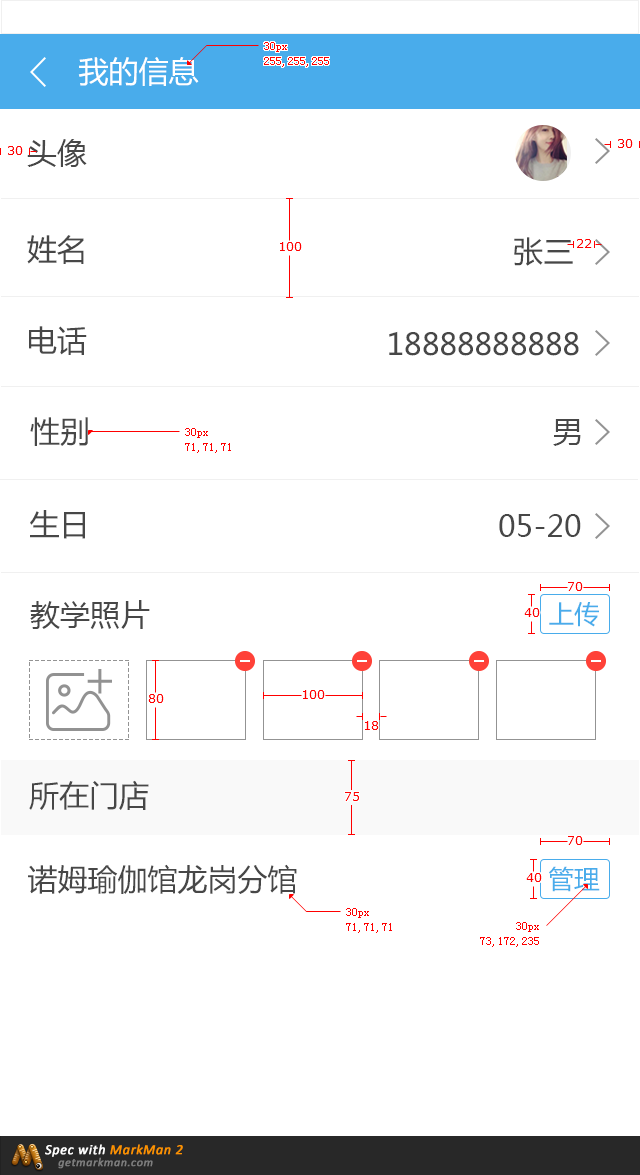 30px
我的信息
255, 255, 255
30
头像
30
姓名
100
张三
22
电话
18888888888
性别
30px
71, 71, 71
男
生日
05-20
70
教学照片
40
上传
80
100
18
所在门店
75
70
诺姆瑜伽馆龙岗分馆
40
管理
30px
71, 71, 71
30px
73, 172, 235
Spec with MarkMan 2
getmarkman.com